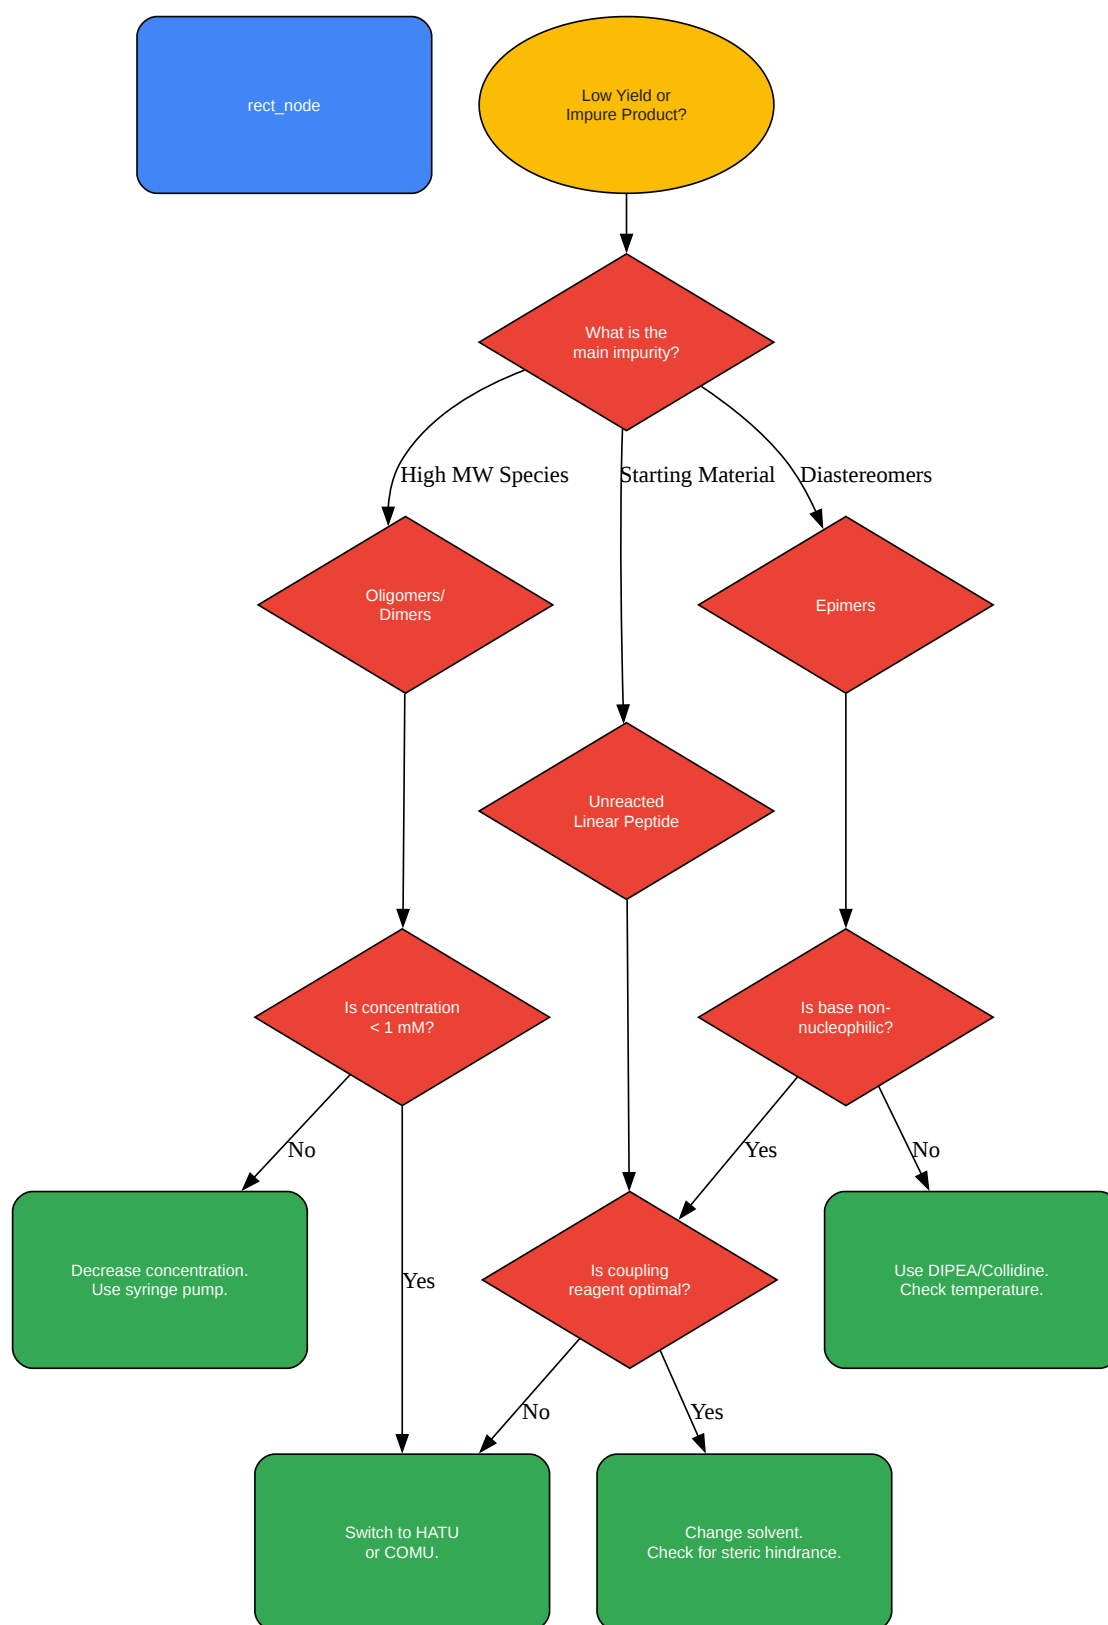 rect_node
Low Yield or
Impure Product?
What is the
main impurity?
High MW Species
Starting Material
Diastereomers
Oligomers/
Dimers
Epimers
Unreacted
Linear Peptide
Is concentration
< 1 mM?
Is base non-
nucleophilic?
No
Yes
No
Decrease concentration.
Use syringe pump.
Yes
Is coupling
reagent optimal?
Use DIPEA/Collidine.
Check temperature.
No
Yes
Switch to HATU
or COMU.
Change solvent.
Check for steric hindrance.